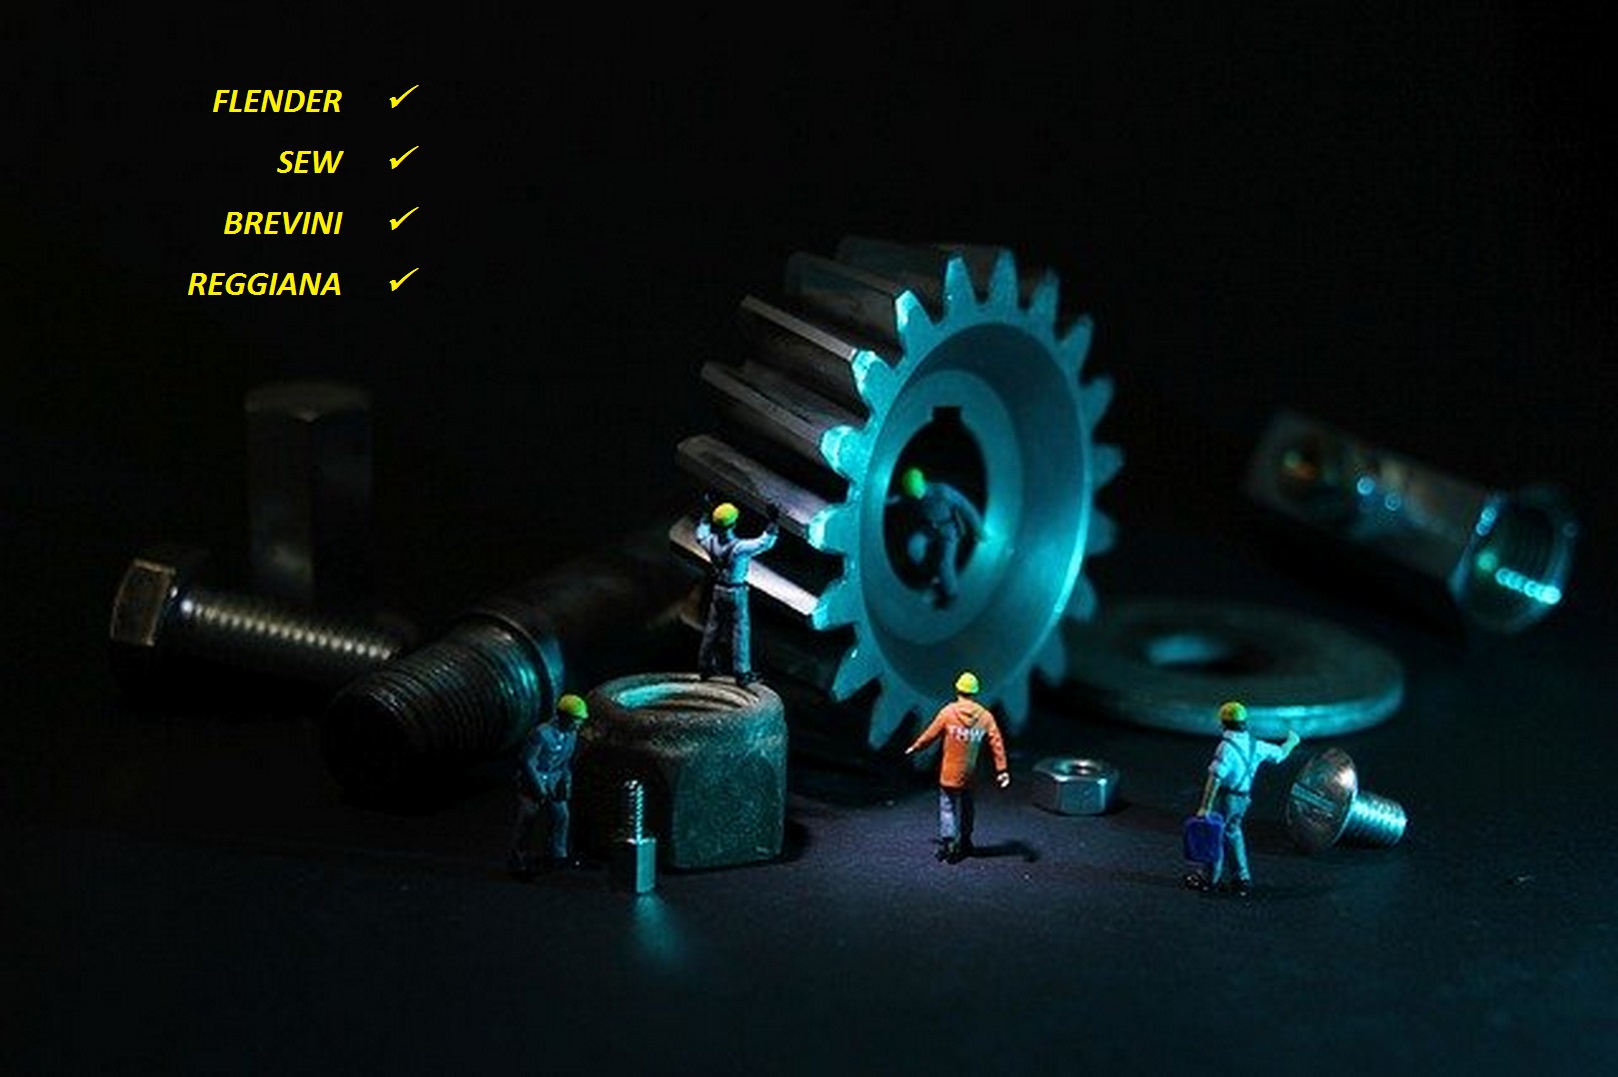 FLENDER ✓
SEW ✓
BREVINI ✓
REGGIANA ✓
THW